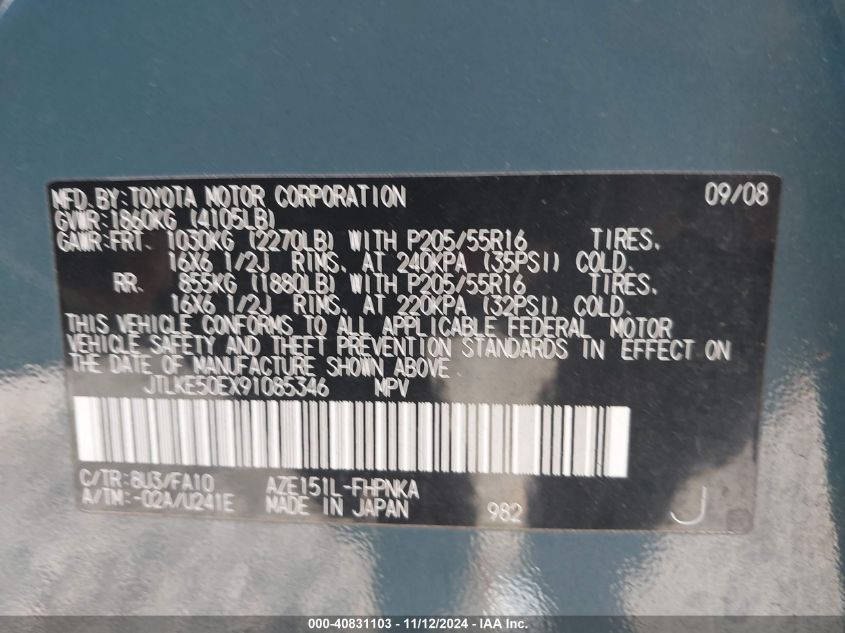 MFD. BY: TOYOTA MOTOR CORPORATION 09/08
GVWR: 1860KG (4105LB)
GAWR: FRT. 1030KG (2270LB) WITH P205/55R16 TIRES.
16X6 1/2J RIMS, AT 240KPA (35PSI) COLD.
RR. 855KG (1880LB) WITH P205/55R16 TIRES.
16X6 1/2J RIMS, AT 220KPA (32PSI) COLD.
THIS VEHICLE CONFORMS TO ALL APPLICABLE FEDERAL MOTOR
VEHICLE SAFETY AND THEFT PREVENTION STANDARDS IN EFFECT ON
THE DATE OF MANUFACTURE SHOWN ABOVE.
JTLKE50EX91085346 MPV
C/TR: 8U3/FA10 AZE151L-FHPNKA
A/TM: -02A/U241E MADE IN JAPAN 982 J
000-40831103 - 11/12/2024 - IAA Inc.